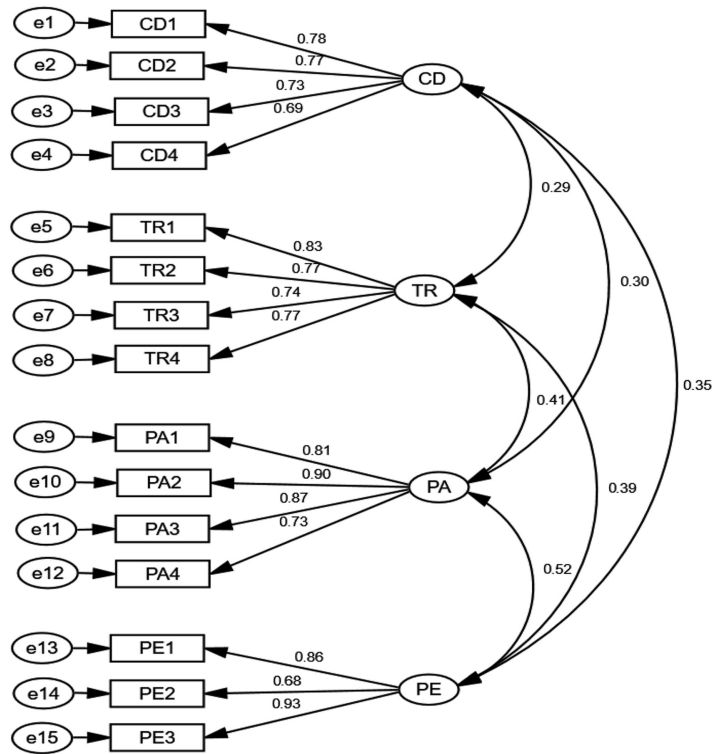 e1 CD1
0.78
e2 CD2
0.77
CD
e3 CD3
0.73
e4 CD4
0.69
0.29
e5 TR1
0.83
e6 TR2
0.77
TR
0.30
e7 TR3
0.74
e8 TR4
0.77
0.35
0.41
e9 PA1
0.81
e10 PA2
0.90
PA
0.39
e11 PA3
0.87
e12 PA4
0.73
0.52
e13 PE1
0.86
e14 PE2
0.68
PE
e15 PE3
0.93